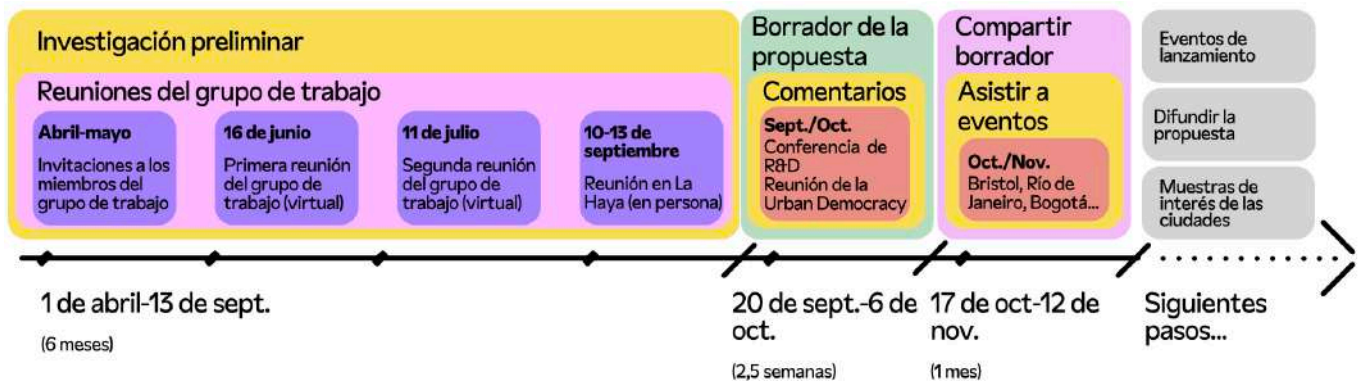 Investigación preliminar
Reuniones del grupo de trabajo
Abril-mayo
Invitaciones a los
miembros del
grupo de trabajo
16 de junio
Primera reunión
del grupo de
trabajo (virtual)
11 de julio
Segunda reunión
del grupo de
trabajo (virtual)
10-13 de
septiembre
Reunión en La
Haya (en persona)
Borrador de la
propuesta
Comentarios
Sept./Oct.
Conferencia de
R&D
Reunión de la
Urban Democracy
Compartir
borrador
Asistir a
eventos
Oct./Nov.
Bristol, Río de
Janeiro, Bogotá...
Eventos de
lanzamiento
Difundir la
propuesta
Muestras de
interés de las
ciudades
1 de abril-13 de sept.
(6 meses)
20 de sept.-6 de
oct.
(2,5 semanas)
17 de oct-12 de
nov.
(1 mes)
Siguientes
pasos...